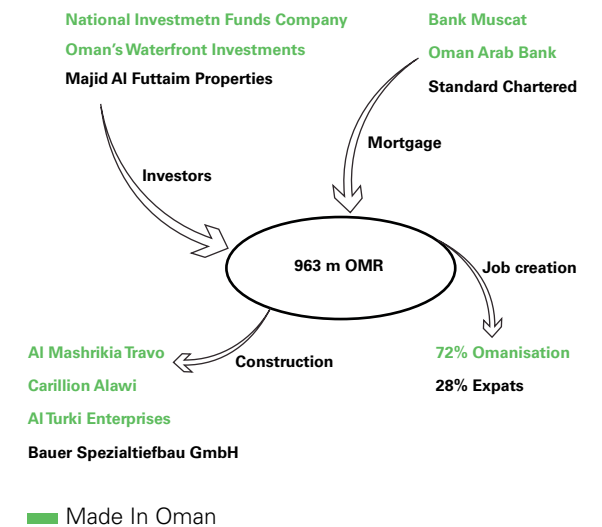 National Investmetn Funds Company
Oman's Waterfront Investments
Majid Al Futtaim Properties
Bank Muscat
Oman Arab Bank
Standard Chartered
Mortgage
Investors
963 m OMR
Job creation
Al Mashrikia Travo
Carillion Alawi
Al Turki Enterprises
Bauer Spezialtiefbau GmbH
Construction
72% Omanisation
28% Expats
Made In Oman